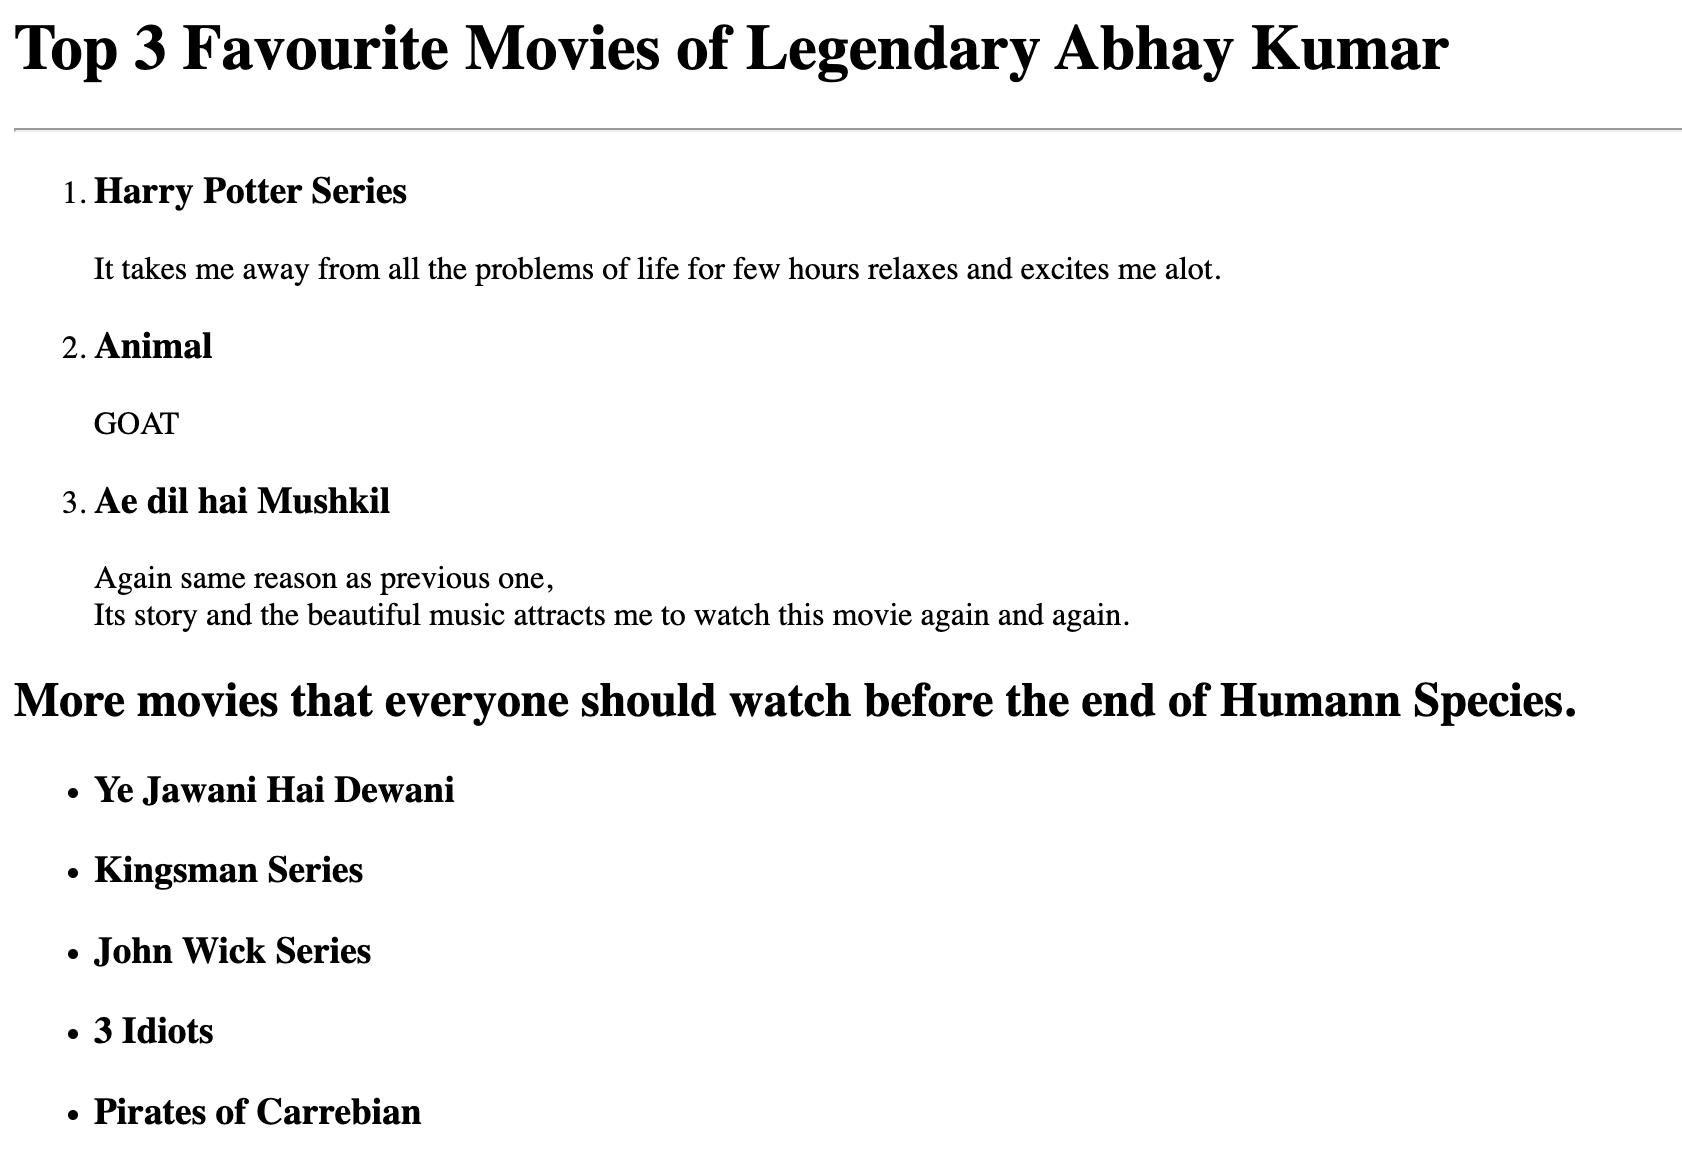 Top 3 Favourite Movies of Legendary Abhay Kumar
1. Harry Potter Series
It takes me away from all the problems of life for few hours relaxes and excites me alot.
2. Animal
GOAT
3. Ae dil hai Mushkil
Again same reason as previous one,
Its story and the beautiful music attracts me to watch this movie again and again.
More movies that everyone should watch before the end of Humann Species.
• Ye Jawani Hai Dewani
• Kingsman Series
• John Wick Series
• 3 Idiots
• Pirates of Carrebian